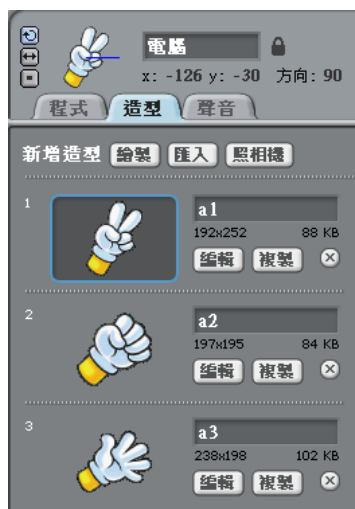 電腦
x: -126 y: -30 方向: 90
程式 造型 聲音
新增造型 繪製 匯入 照相機
1
a1
192x252 88 KB
編輯 複製
2
a2
197x195 84 KB
編輯 複製
3
a3
238x198 102 KB
編輯 複製